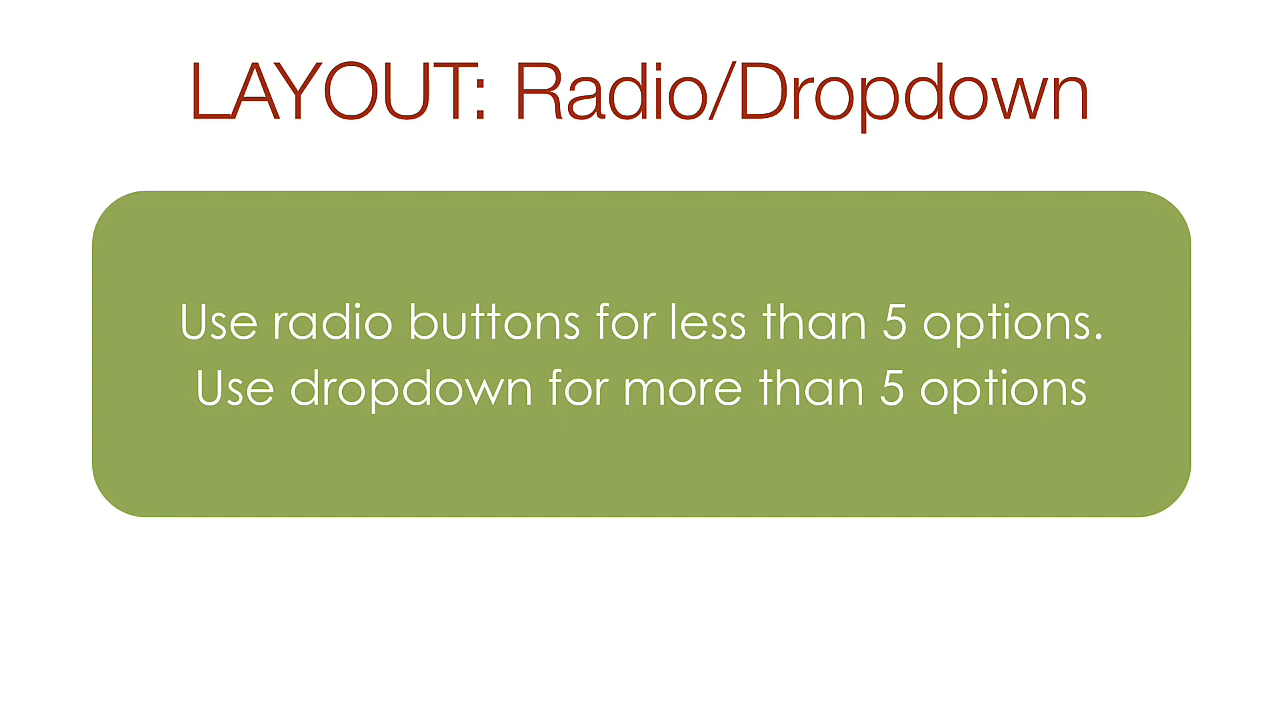 LAYOUT: Radio/Dropdown
Use radio buttons for less than 5 options.
Use dropdown for more than 5 options